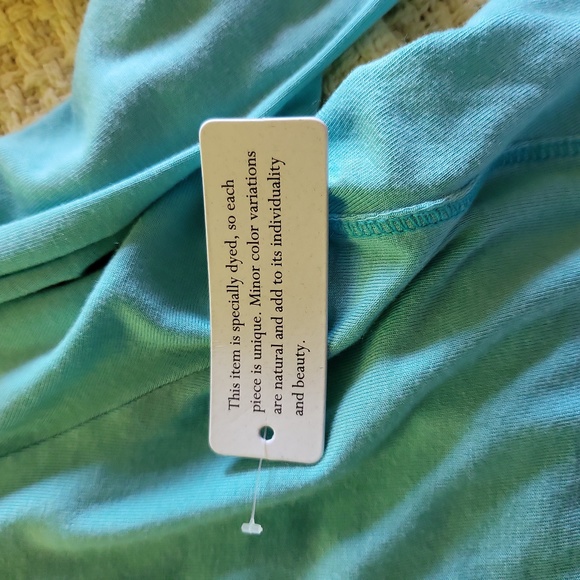 This item is specially dyed, so each
piece is unique. Minor color variations
are natural and add to its individuality
and beauty.